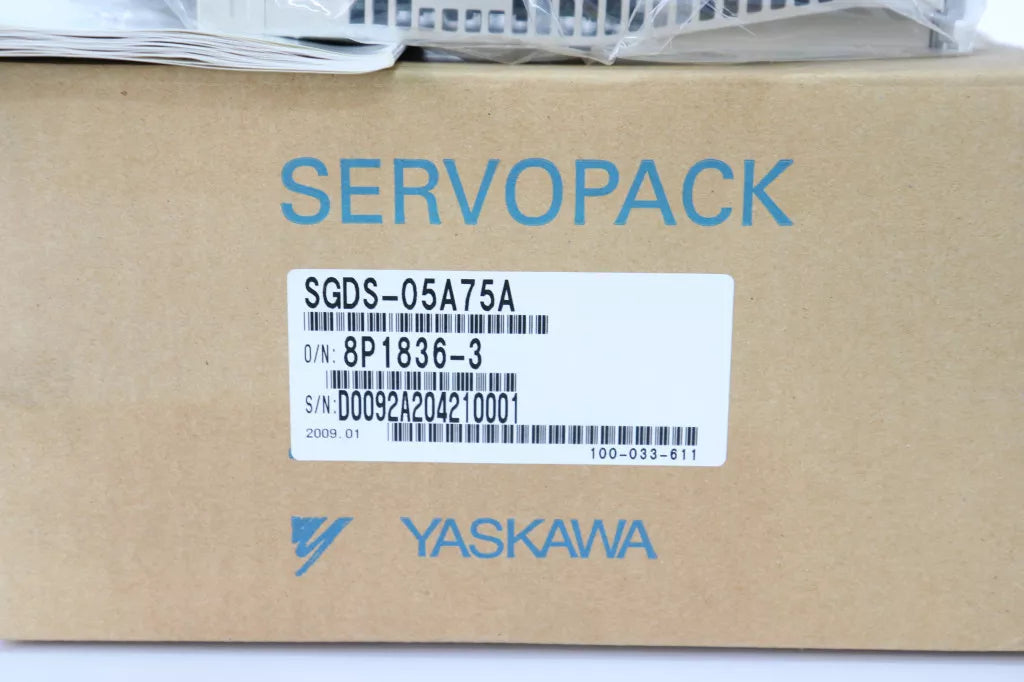 SERVOPACK
SGDS-05A75A
O/N: 8P1836-3
S/N: D0092A204210001
2009.01
100-033-611
YASKAWA